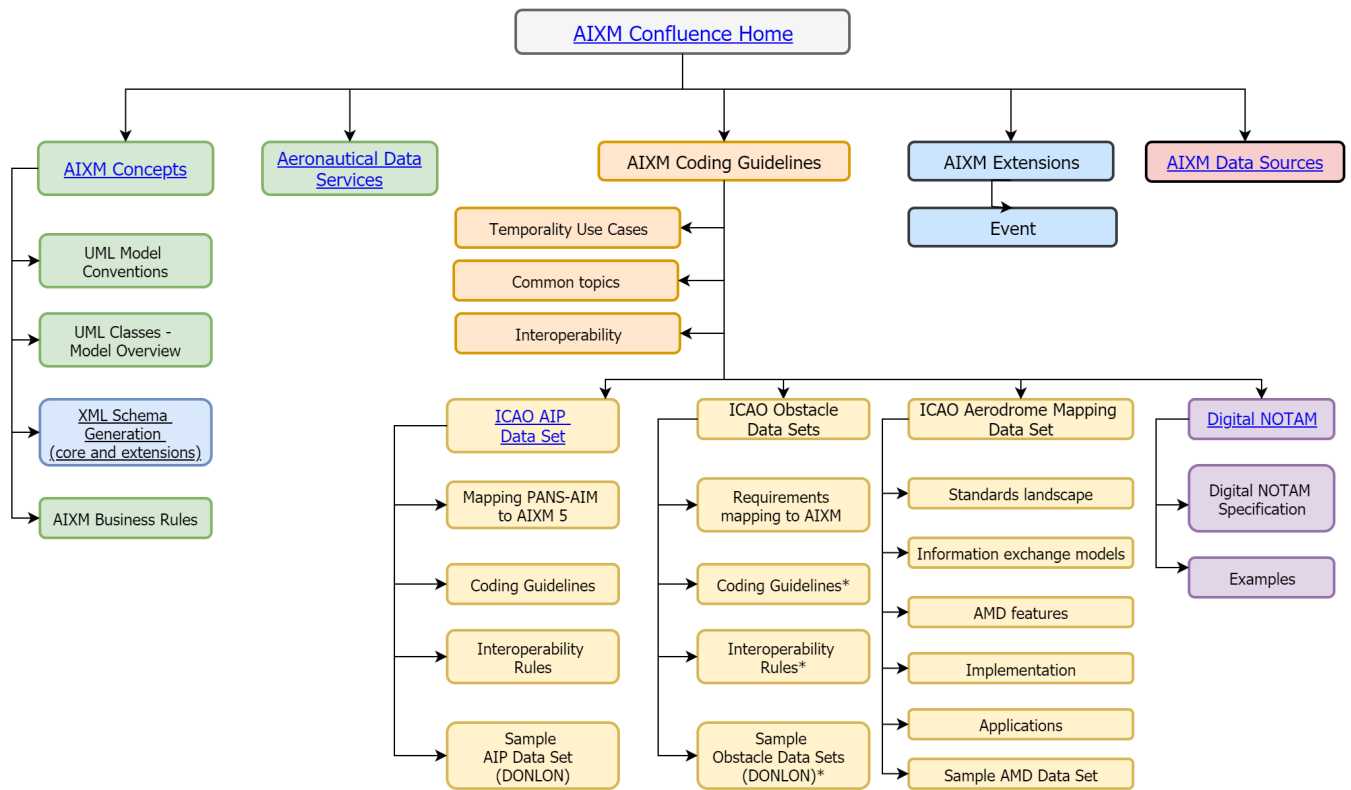 AIXM Confluence Home
AIXM Concepts
Aeronautical Data
Services
AIXM Coding Guidelines
AIXM Extensions
AIXM Data Sources
UML Model
Conventions
UML Classes -
Model Overview
XML Schema
Generation
(core and extensions)
AIXM Business Rules
Temporality Use Cases
Common topics
Interoperability
Event
ICAO AIP
Data Set
Mapping PANS-AIM
to AIXM 5
Coding Guidelines
Interoperability
Rules
Sample
AIP Data Set
(DONLON)
ICAO Obstacle
Data Sets
Requirements
mapping to AIXM
Coding Guidelines*
Interoperability
Rules*
Sample
Obstacle Data Sets
(DONLON)*
ICAO Aerodrome Mapping
Data Set
Standards landscape
Information exchange models
AMD features
Implementation
Applications
Sample AMD Data Set
Digital NOTAM
Digital NOTAM
Specification
Examples